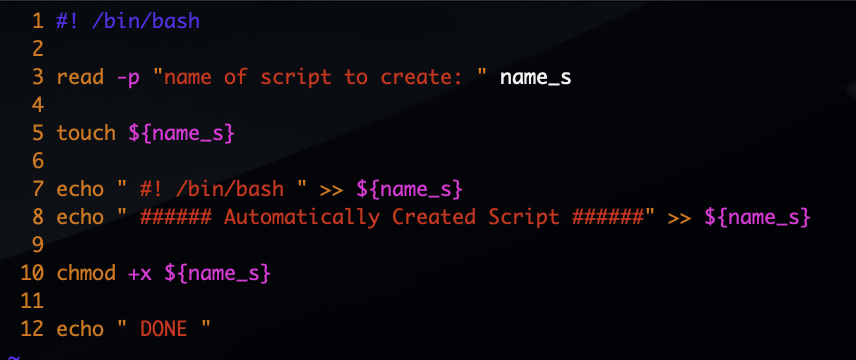 1 #! /bin/bash
2
3 read -p "name of script to create: " name_s
4
5 touch ${name_s}
6
7 echo " #! /bin/bash " >> ${name_s}
8 echo " ###### Automatically Created Script ######" >> ${name_s}
9
10 chmod +x ${name_s}
11
12 echo " DONE "
~